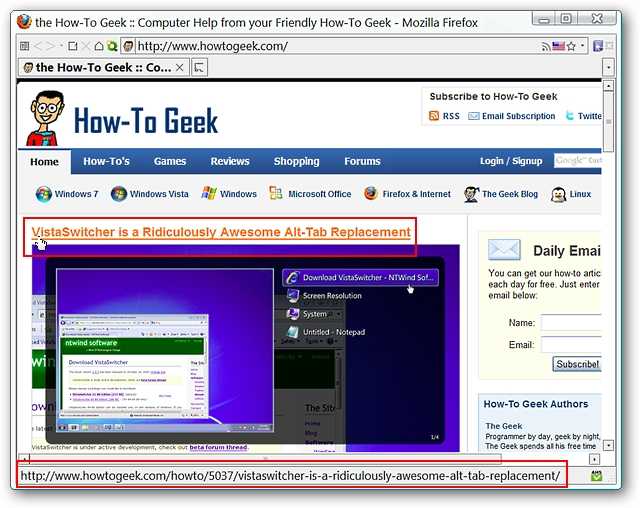 the How-To Geek :: Computer Help from your Friendly How-To Geek - Mozilla Firefox
http://www.howtogeek.com/
the How-To Geek :: Co...
How-To Geek
Subscribe to How-To Geek
RSS Email Subscription Twitte
Home How-To's Games Reviews Shopping Forums Login / Signup Google™ Cust
Windows 7 Windows Vista Windows Microsoft Office Firefox & Internet The Geek Blog Linux
VistaSwitcher is a Ridiculously Awesome Alt-Tab Replacement
Download VistaSwitcher - NTWind Sof...
Screen Resolution
System
Untitled - Notepad
ntwind software
Download VistaSwitcher
The Site
1/4
VistaSwitcher is under active development, check out beta forum thread.
Daily Email
You can get our how-to artic
each day for free. Just enter
email below:
Name:
Email:
Subscribe!
How-To Geek Authors
The Geek
Programmer by day, geek by night,
The Geek spends all his free time
http://www.howtogeek.com/howto/5037/vistaswitcher-is-a-ridiculously-awesome-alt-tab-replacement/